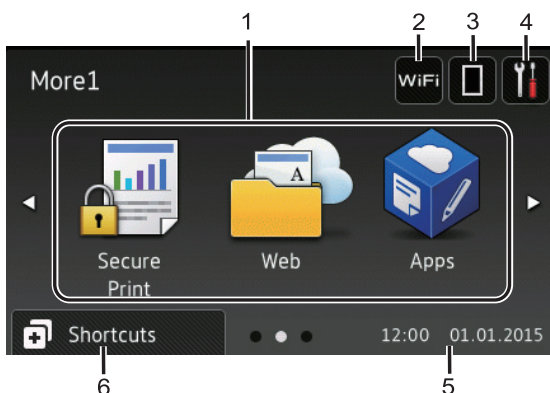 1 2 3 4
More1 WiFi
A
Secure Web Apps
Print
Shortcuts 12:00 01.01.2015
6 5